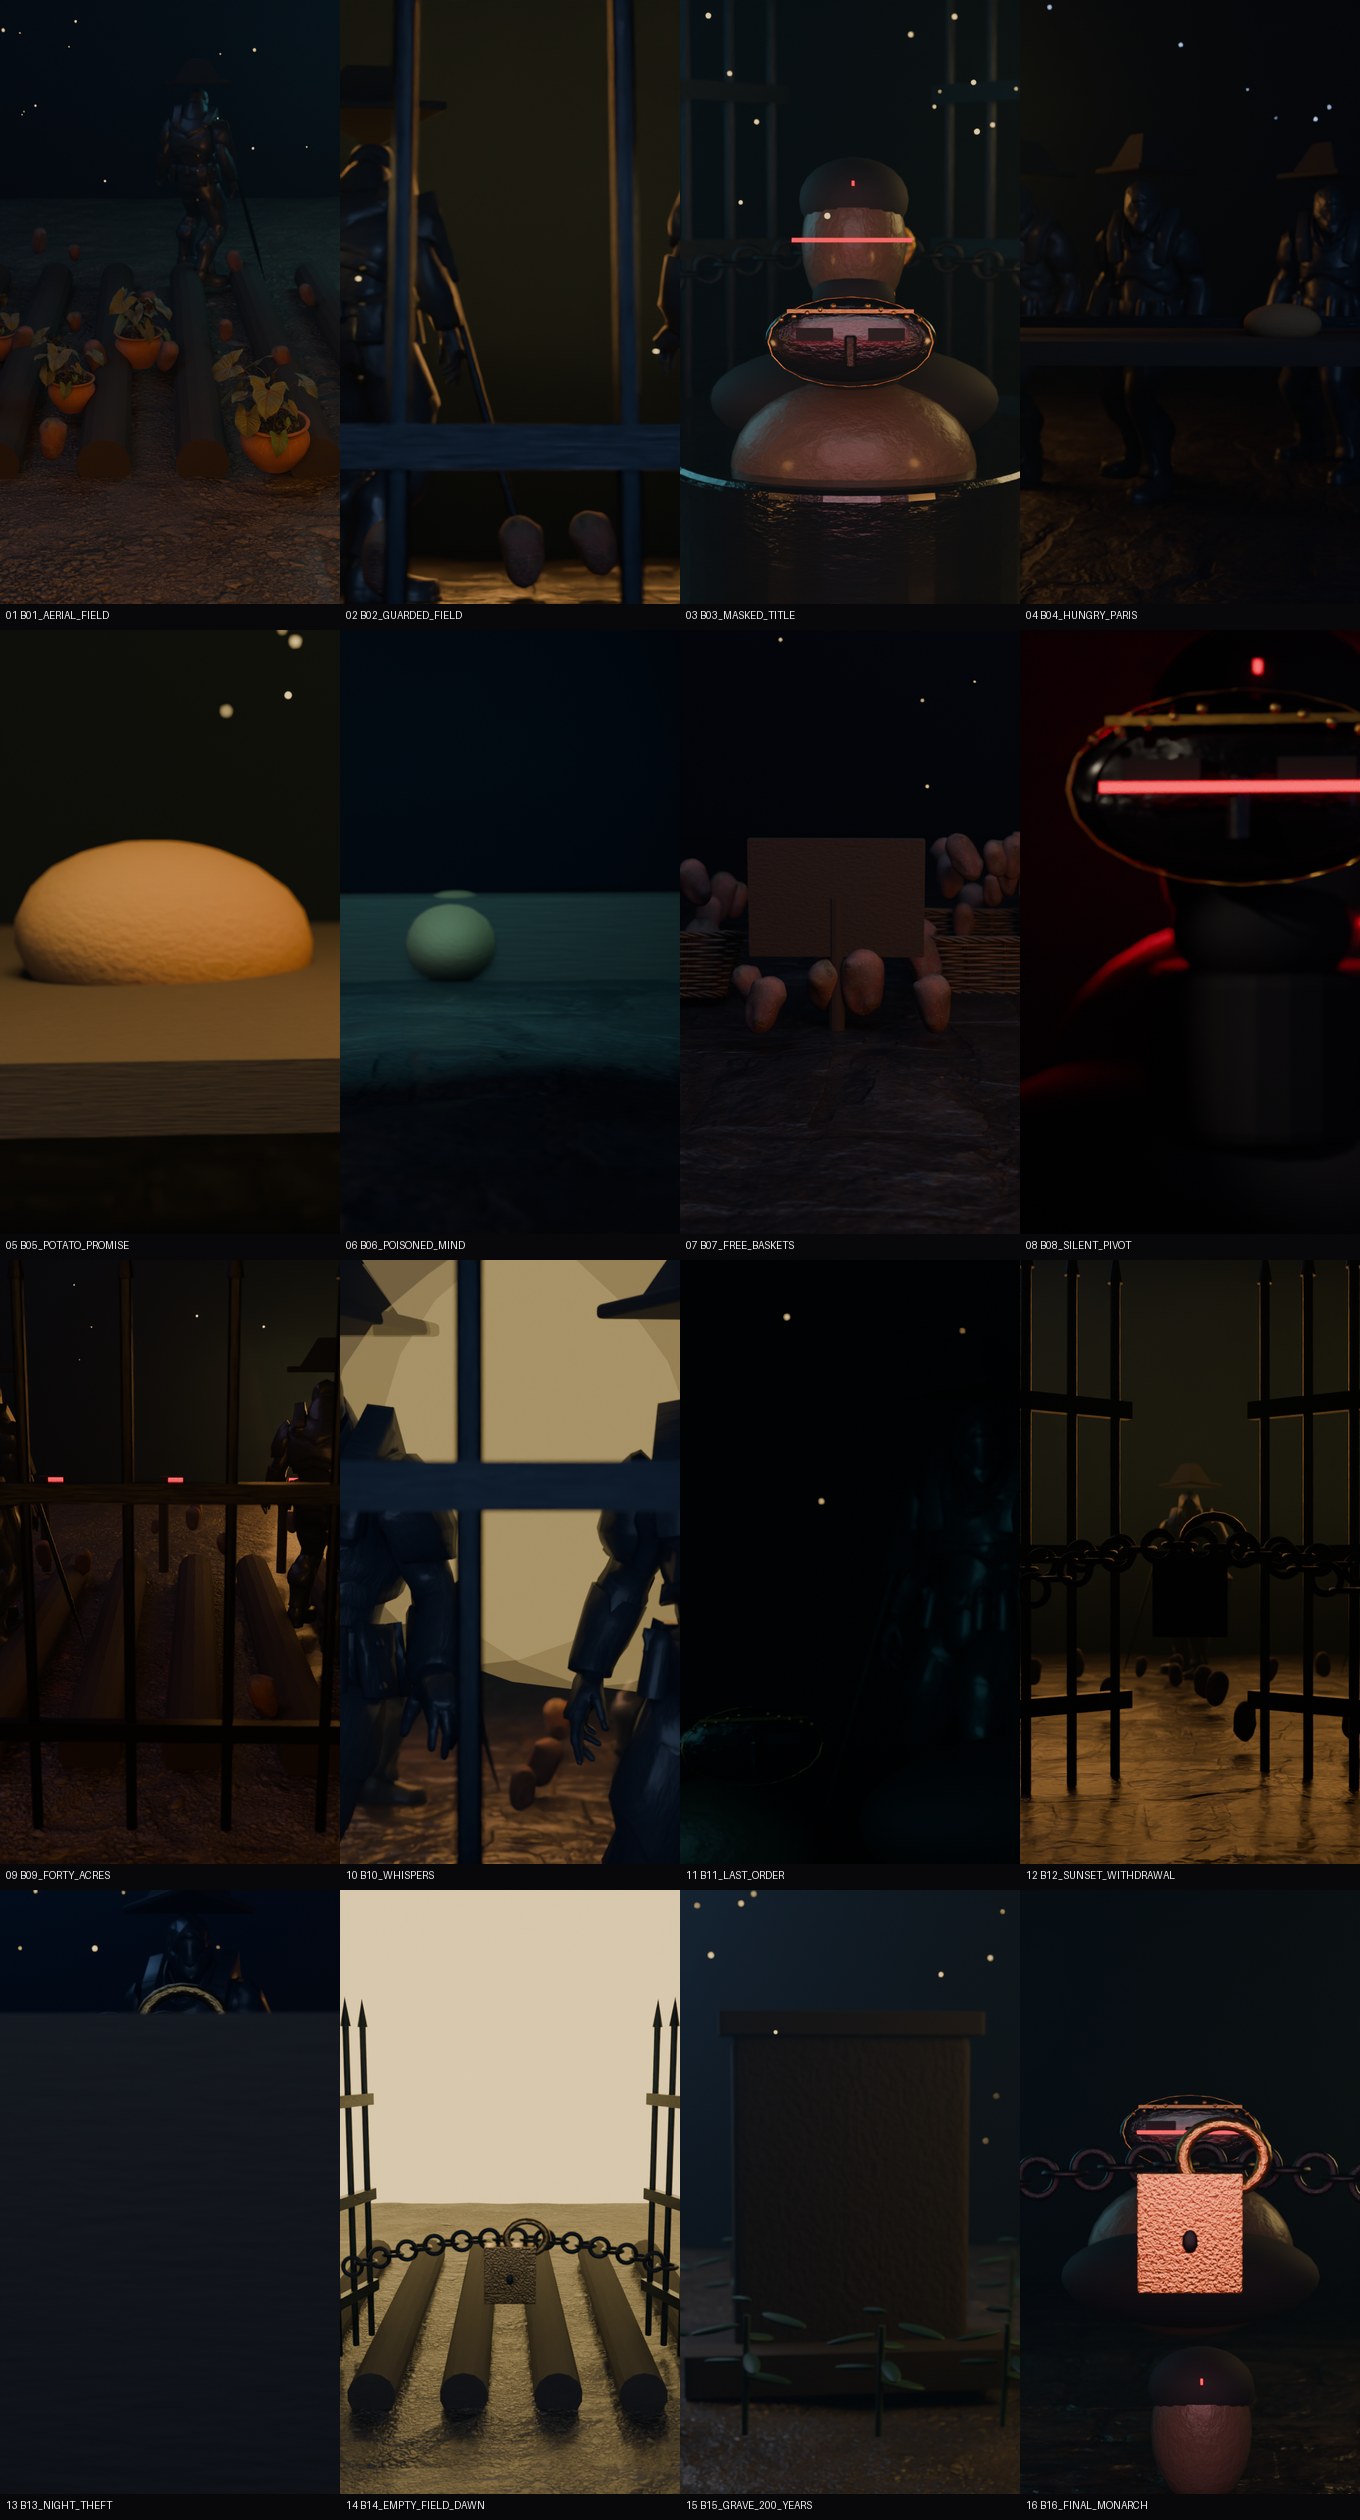 01 B01_AERIAL_FIELD
02 B02_GUARDED_FIELD
03 B03_MASKED_TITLE
04 B04_HUNGRY_PARIS
05 B05_POTATO_PROMISE
06 B06_POISONED_MIND
07 B07_FREE_BASKETS
08 B08_SILENT_PIVOT
09 B09_FORTY_ACRES
10 B10_WHISPERS
11 B11_LAST_ORDER
12 B12_SUNSET_WITHDRAWAL
13 B13_NIGHT_THEFT
14 B14_EMPTY_FIELD_DAWN
15 B15_GRAVE_200_YEARS
16 B16_FINAL_MONARCH